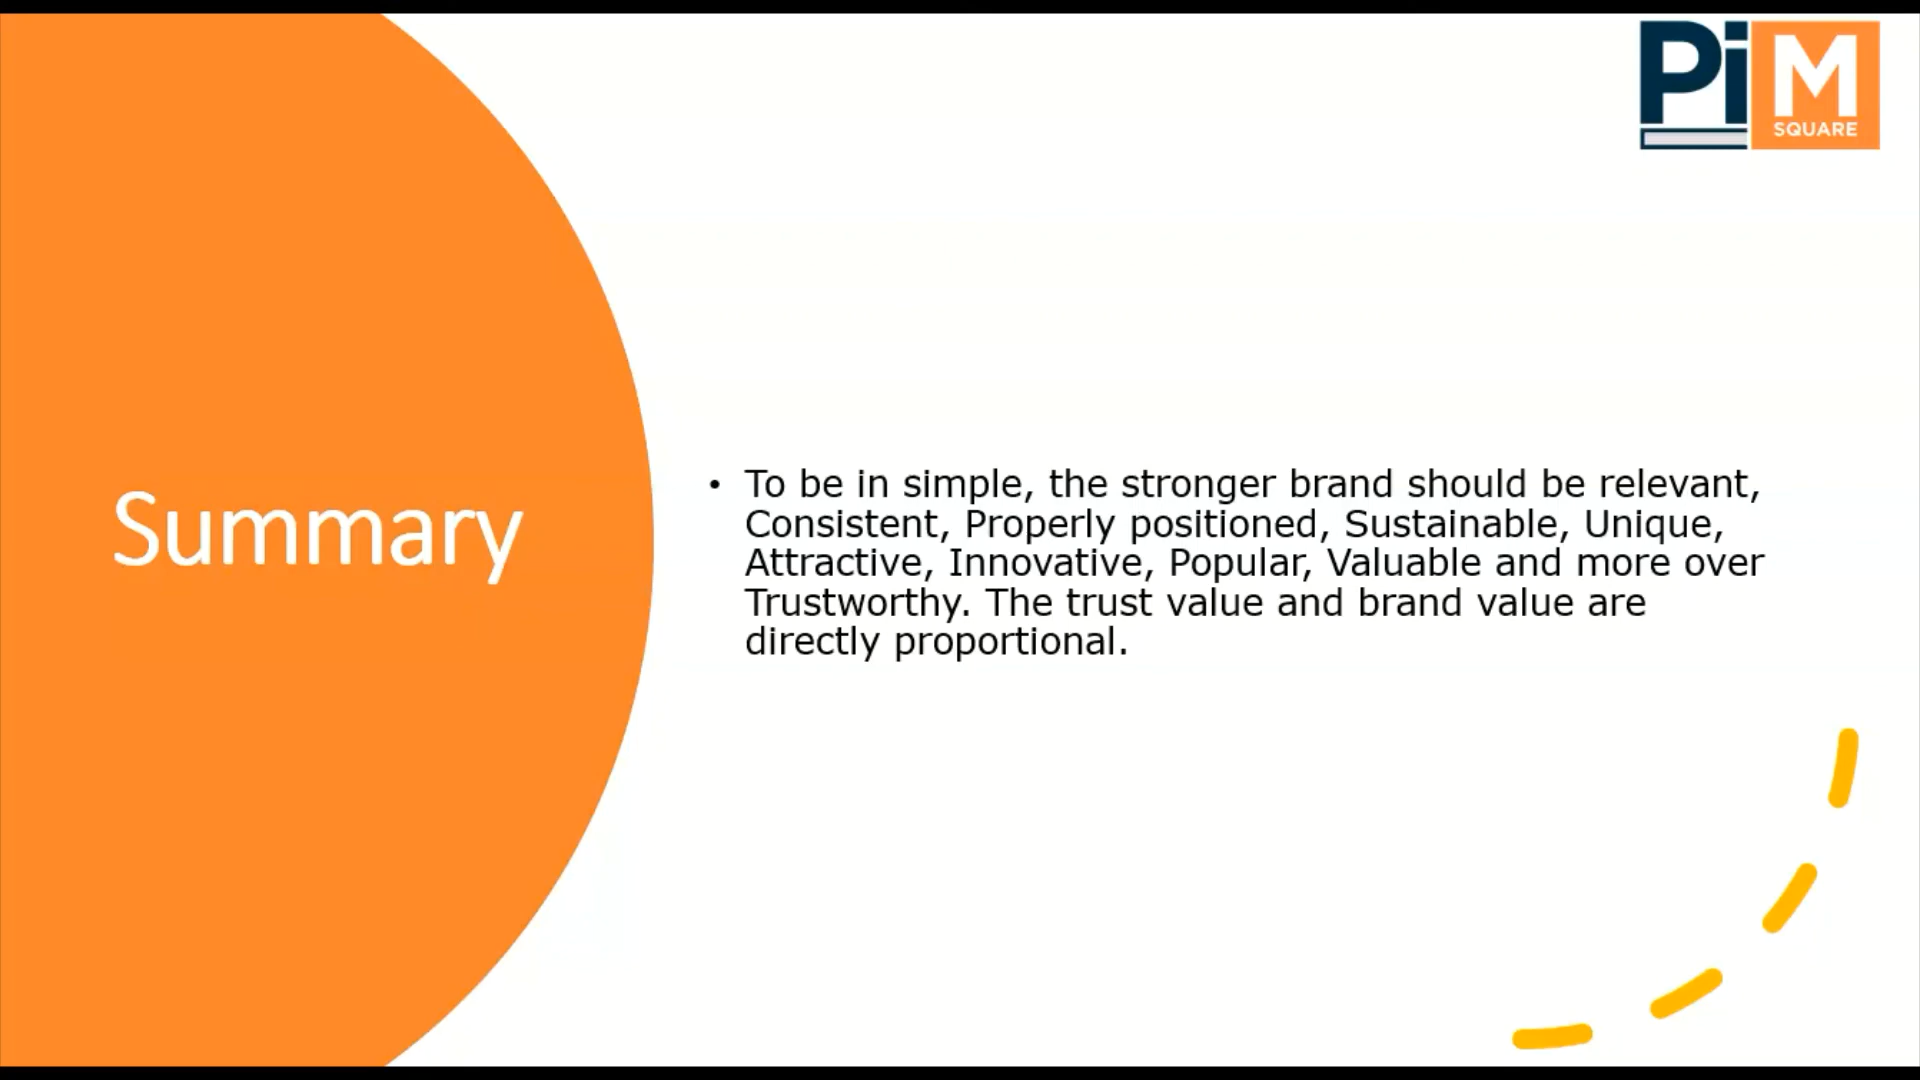 Pi M
SQUARE
Summary
• To be in simple, the stronger brand should be relevant,
Consistent, Properly positioned, Sustainable, Unique,
Attractive, Innovative, Popular, Valuable and more over
Trustworthy. The trust value and brand value are
directly proportional.